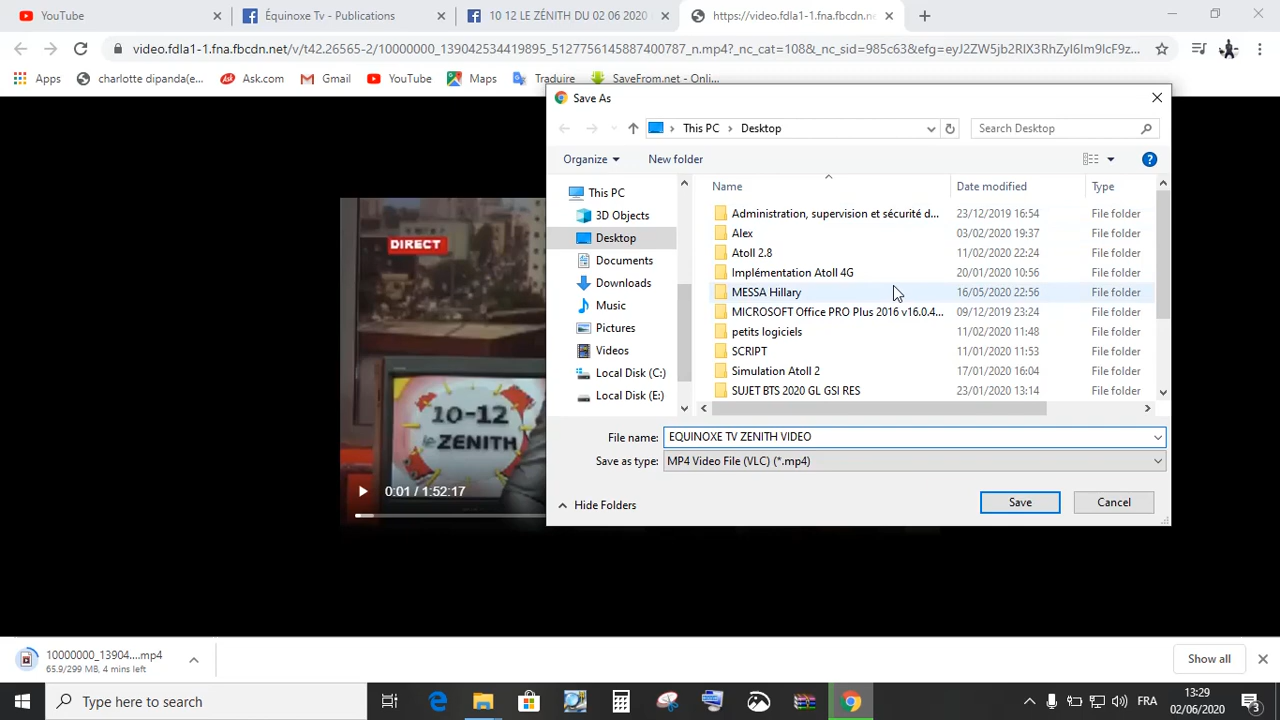 YouTube
Équinoxe Tv - Publications
10 12 LE ZÉNITH DU 02 06 2020
https://video.fdla1-1.fna.fbcdn.net
video.fdla1-1.fna.fbcdn.net/v/t42.26565-2/10000000_139042534419895_5127756145887400787_n.mp4?_nc_cat=108&_nc_sid=985c63&efg=eyJ2ZW5jb2RlX3RhZyI6Im9lcF9z...
Apps
charlotte dipanda(e...
Ask.com
Gmail
YouTube
Maps
Traduire
SaveFrom.net - Onl...
Save As
This PC
Desktop
Search Desktop
Organize
New folder
Name
Date modified
Type
This PC
3D Objects
Desktop
Documents
Downloads
Music
Pictures
Videos
Local Disk (C:)
Local Disk (E:)
Administration, supervision et sécurité d... 23/12/2019 16:54 File folder
Alex 03/02/2020 19:37 File folder
Atoll 2.8 11/02/2020 22:24 File folder
Implémentation Atoll 4G 20/01/2020 10:56 File folder
MESSA Hillary 16/05/2020 22:56 File folder
MICROSOFT Office PRO Plus 2016 v16.0.4... 09/12/2019 23:24 File folder
petits logiciels 11/02/2020 11:48 File folder
SCRIPT 11/01/2020 11:53 File folder
Simulation Atoll 2 17/01/2020 16:04 File folder
SUJET BTS 2020 GL GSI RES 23/01/2020 13:14 File folder
File name: EQUINOXE TV ZENITH VIDEO
Save as type: MP4 Video File (VLC) (*.mp4)
Hide Folders
Save
Cancel
DIRECT
10-12
le ZENITH
0:01 / 1:52:17
10000000_13904....mp4
65.9/299 MB, 4 mins left
Show all
Type here to search
FRA
13:29
02/06/2020
3